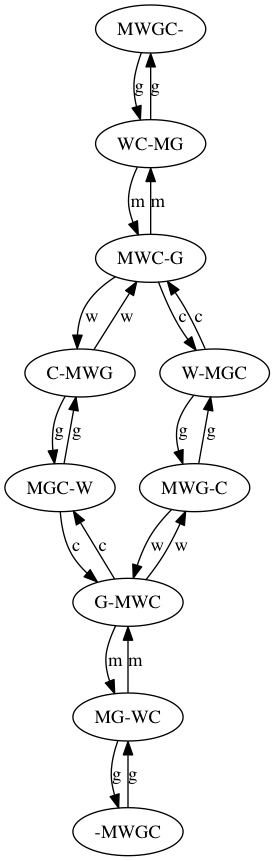 MWGC-
g g
WC-MG
m m
MWC-G
w w c c
C-MWG W-MGC
g g g g
MGC-W MWG-C
c c w w
G-MWC
m m
MG-WC
g g
-MWGC